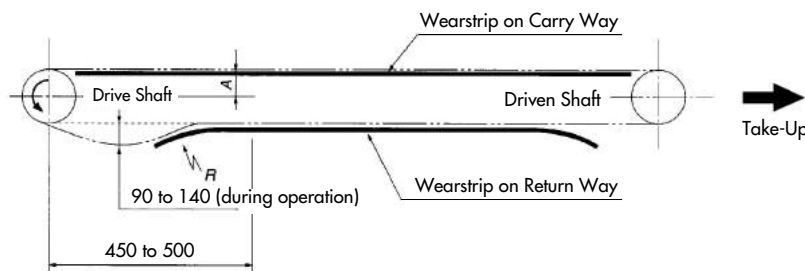 Wearstrip on Carry Way
Drive Shaft
A
Driven Shaft
Take-Up
R
Wearstrip on Return Way
90 to 140 (during operation)
450 to 500